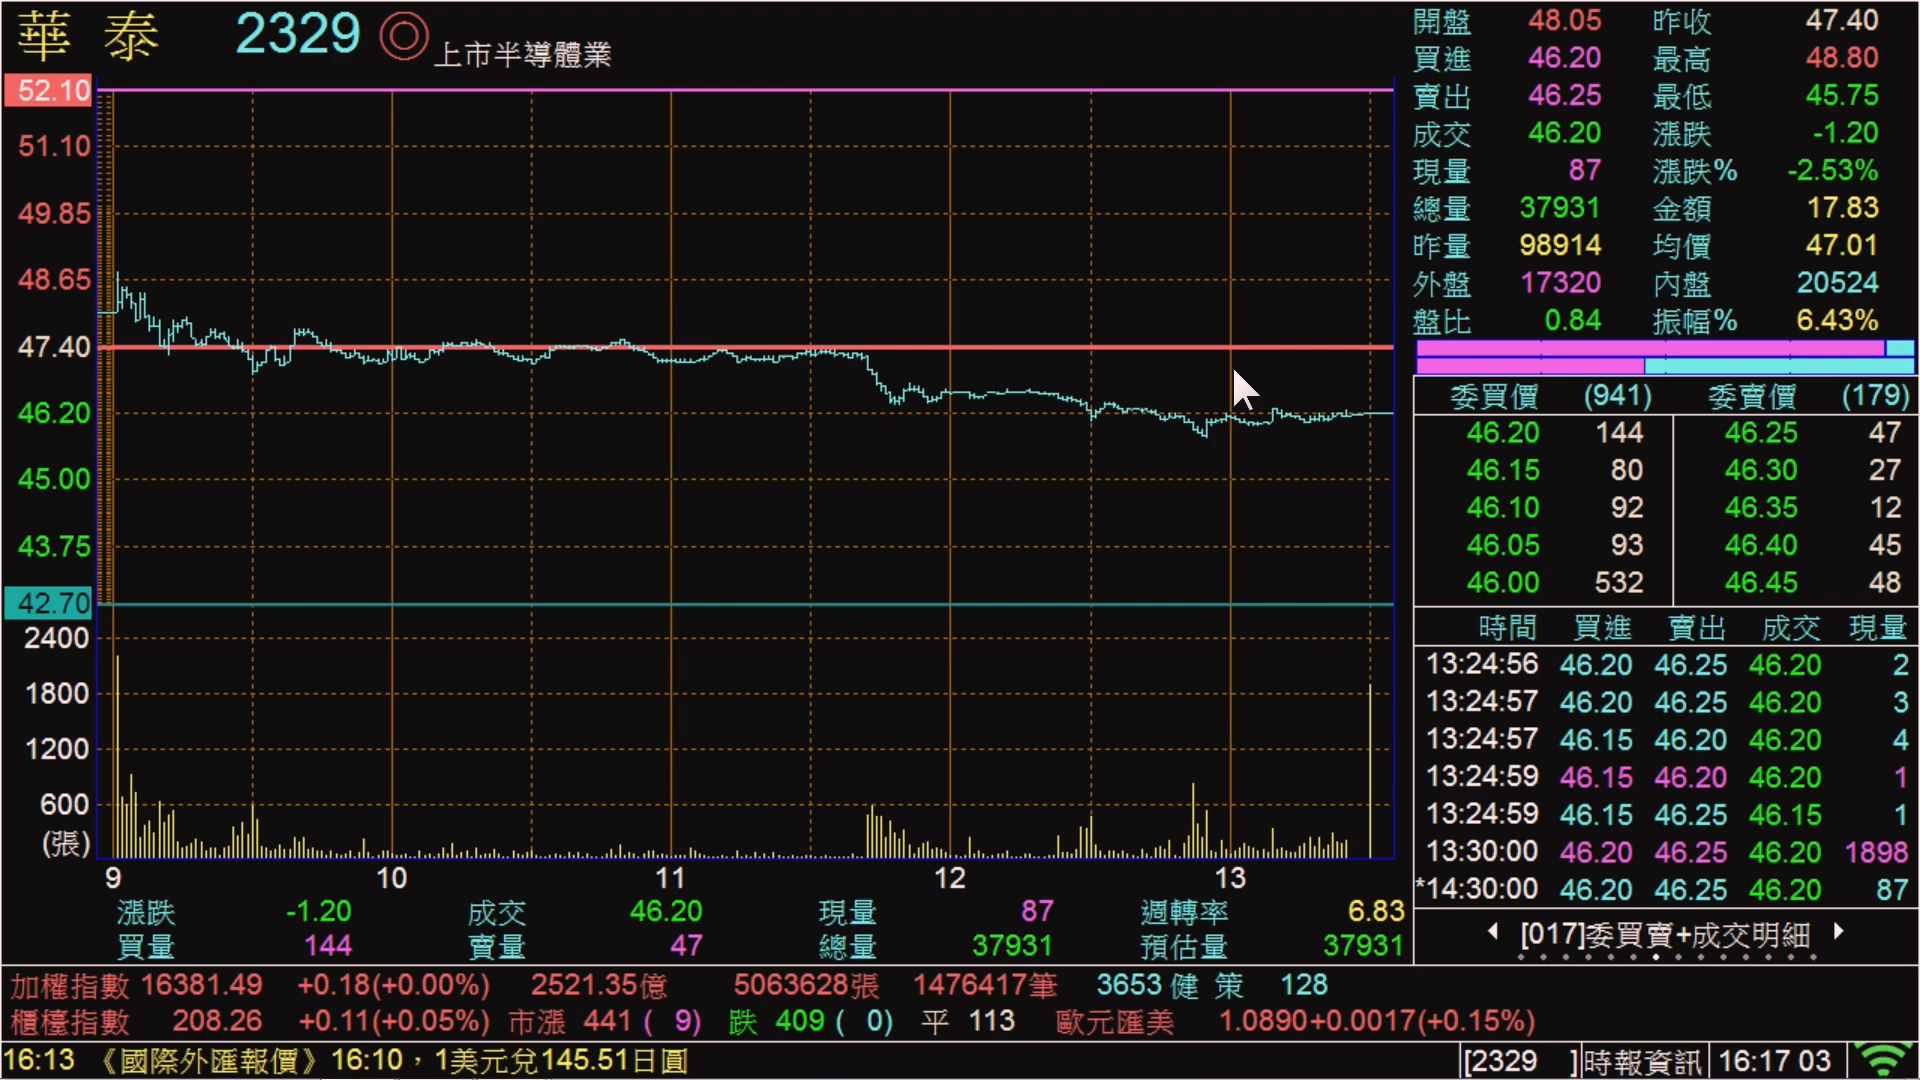 華 泰 2329 上市半導體業
52.10
51.10
49.85
48.65
47.40
46.20
45.00
43.75
42.70
2400
1800
1200
600
(張)
9 10 11 12 13
漲跌 -1.20 成交 46.20 現量 87 週轉率 6.83
買量 144 賣量 47 總量 37931 預估量 37931
開盤 48.05 昨收 47.40
買進 46.20 最高 48.80
賣出 46.25 最低 45.75
成交 46.20 漲跌 -1.20
現量 87 漲跌% -2.53%
總量 37931 金額 17.83
昨量 98914 均價 47.01
外盤 17320 內盤 20524
盤比 0.84 振幅% 6.43%
委買價 (941) 委賣價 (179)
46.20 144 46.25 47
46.15 80 46.30 27
46.10 92 46.35 12
46.05 93 46.40 45
46.00 532 46.45 48
時間 買進 賣出 成交 現量
13:24:56 46.20 46.25 46.20 2
13:24:57 46.20 46.25 46.20 3
13:24:57 46.15 46.20 46.20 4
13:24:59 46.15 46.20 46.20 1
13:24:59 46.15 46.25 46.15 1
13:30:00 46.20 46.25 46.20 1898
*14:30:00 46.20 46.25 46.20 87
[017]委買賣+成交明細
加權指數 16381.49 +0.18(+0.00%) 2521.35億 5063628張 1476417筆 3653 健 策 128
櫃檯指數 208.26 +0.11(+0.05%) 市漲 441 ( 9) 跌 409 ( 0) 平 113 歐元匯美 1.0890+0.0017(+0.15%)
16:13 《國際外匯報價》16:10，1美元兌145.51日圓 [2329 ]時報資訊 16:17 03